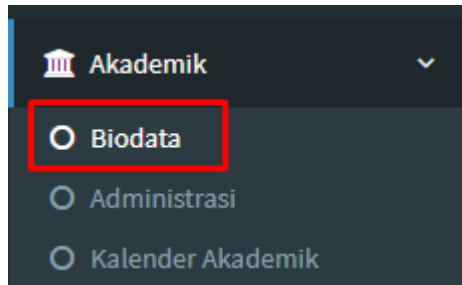 Akademik
Biodata
Administrasi
Kalender Akademik